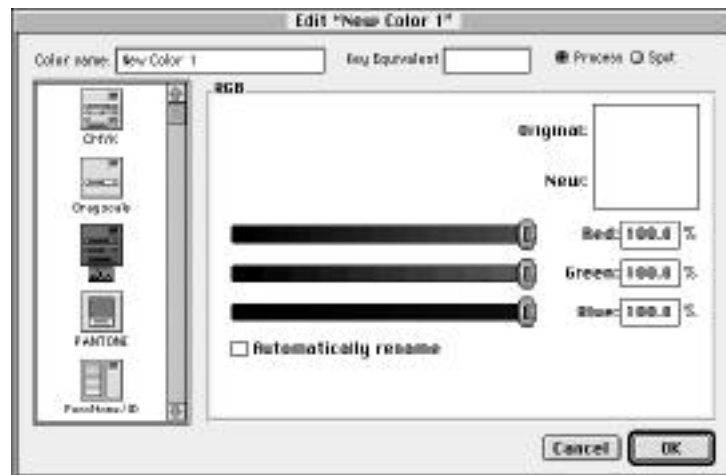 Edit "New Color 1"
Color name: New Color 1
Key Equivalent
Process Spot
RGB
CMYK
Grayscale
RGB
PANTONE
Original:
New:
Red: 100.0 %
Green: 100.0 %
Blue: 100.0 %
Automatically rename
Cancel OK